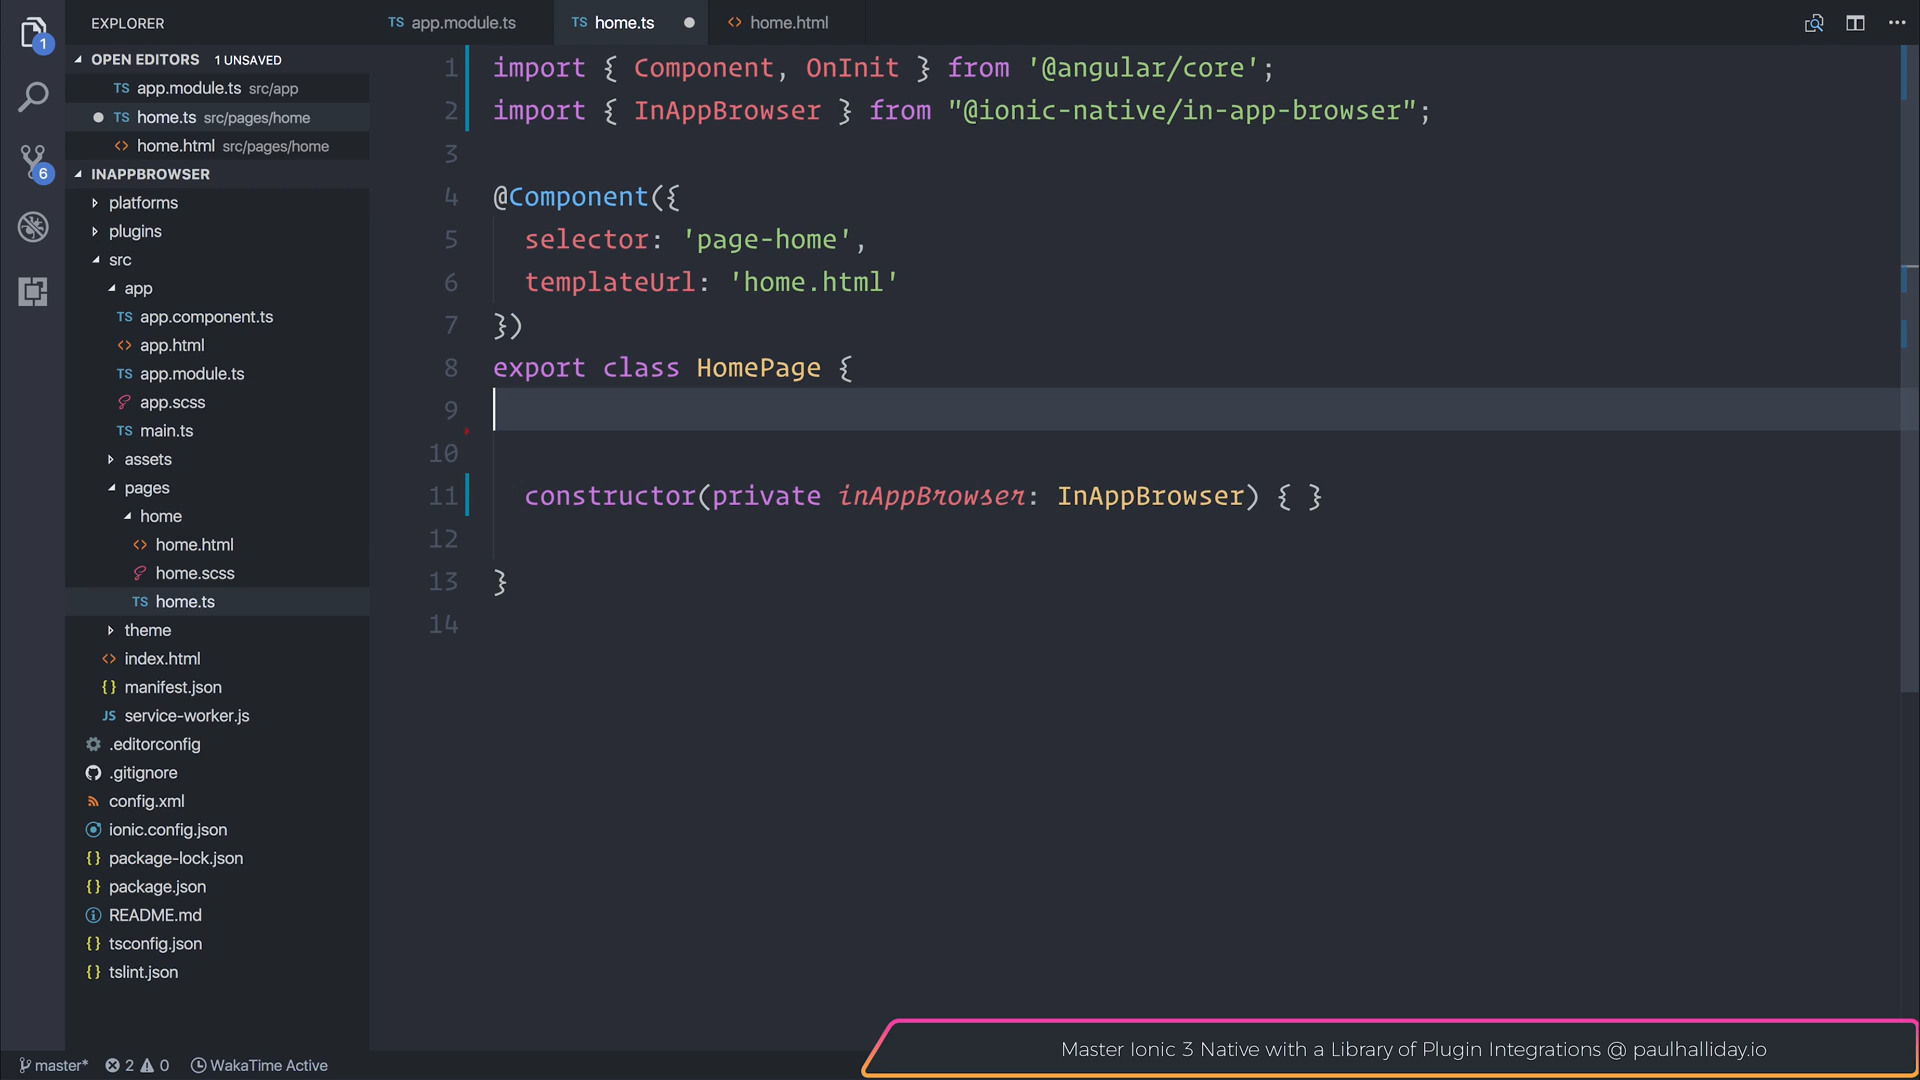 EXPLORER
OPEN EDITORS 1 UNSAVED
TS app.module.ts src/app
TS home.ts src/pages/home
<> home.html src/pages/home
INAPPBROWSER
platforms
plugins
src
app
TS app.component.ts
<> app.html
TS app.module.ts
app.scss
TS main.ts
assets
pages
home
<> home.html
home.scss
TS home.ts
theme
<> index.html
{} manifest.json
JS service-worker.js
.editorconfig
.gitignore
config.xml
ionic.config.json
{} package-lock.json
{} package.json
README.md
{} tsconfig.json
{} tslint.json
1
6
TS app.module.ts
TS home.ts
<> home.html
1 import { Component, OnInit } from '@angular/core';
2 import { InAppBrowser } from "@ionic-native/in-app-browser";
3
4 @Component({
5 selector: 'page-home',
6 templateUrl: 'home.html'
7 })
8 export class HomePage {
9
10
11 constructor(private inAppBrowser: InAppBrowser) { }
12
13 }
14
master* 2 0 WakaTime Active
Master Ionic 3 Native with a Library of Plugin Integrations @ paulhalliday.io